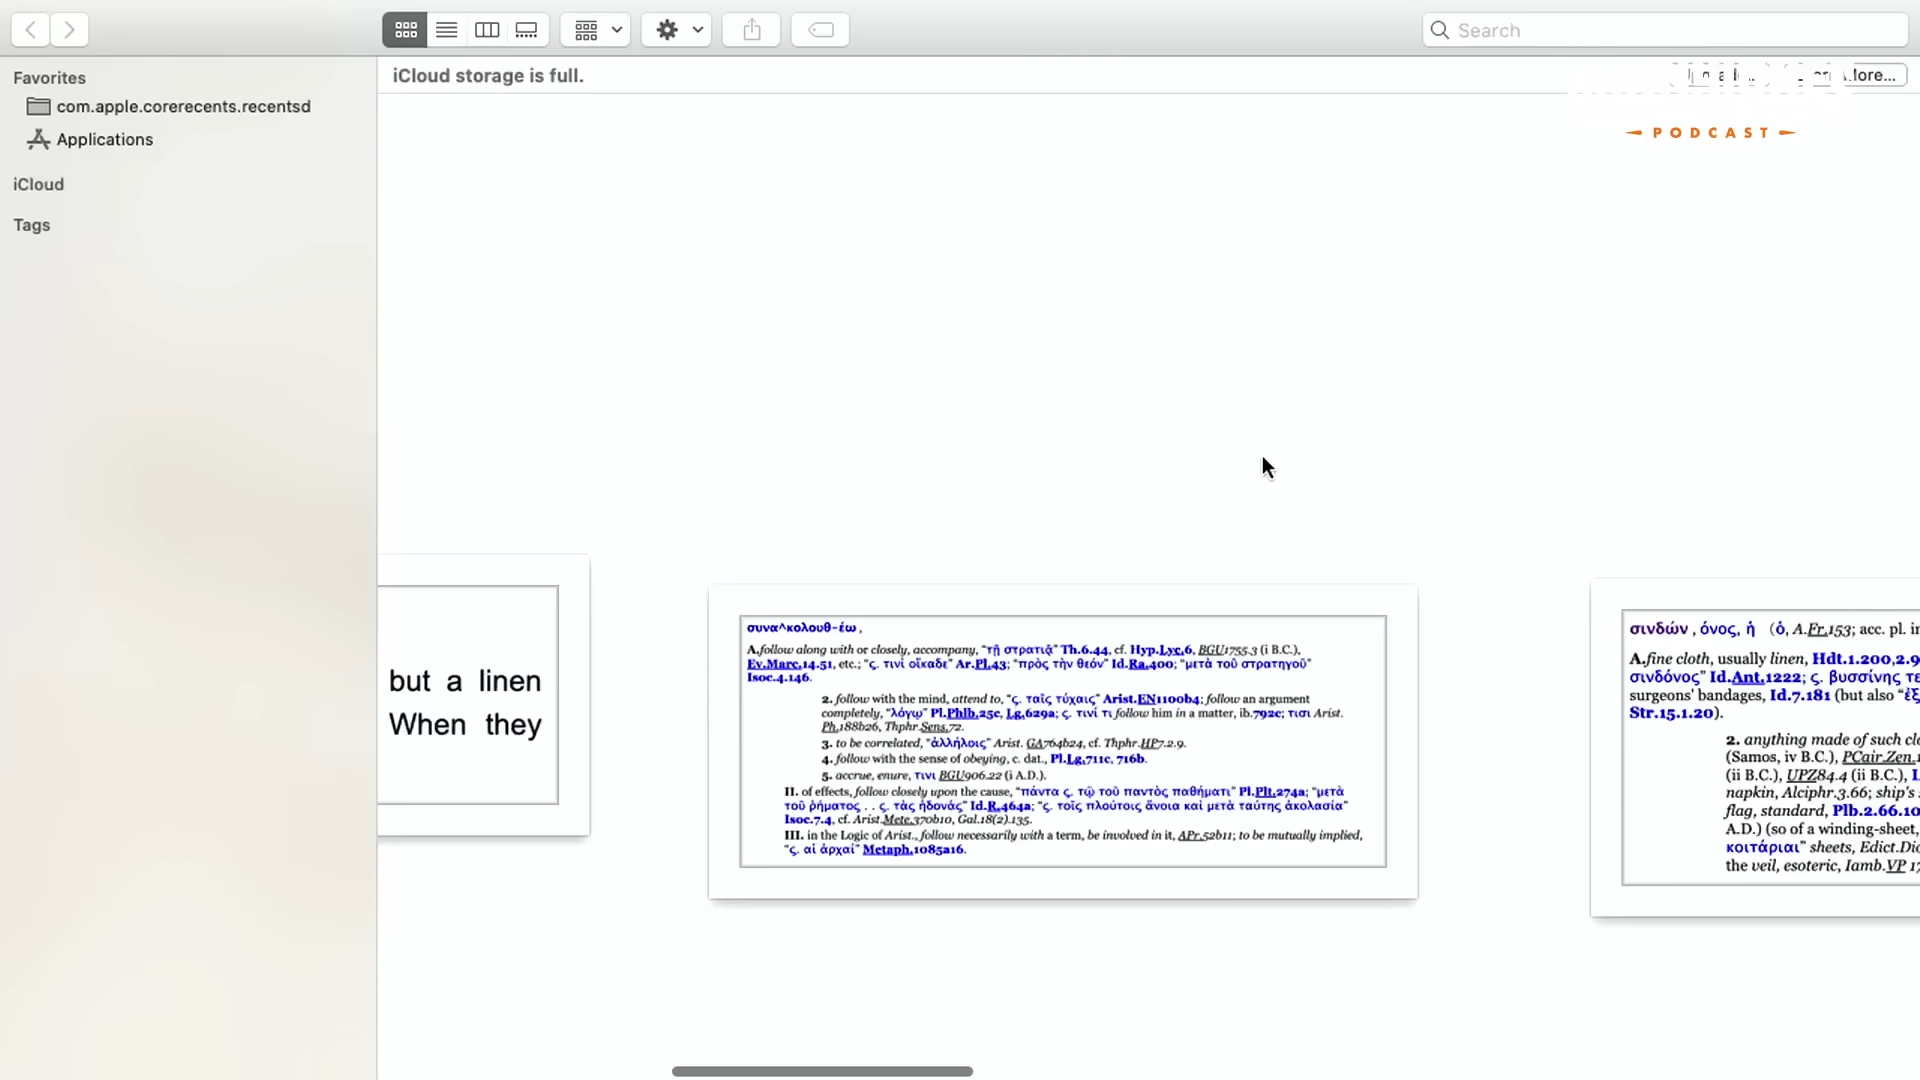 Search
Favorites
com.apple.corerecents.recentsd
Applications
iCloud
Tags
iCloud storage is full.
More...
PODCAST
but a linen
When they
συνα^κολουθ-έω ,
A.follow along with or closely, accompany, “τῇ στρατιᾷ” Th.6.44, cf. Hyp.Lyc.6, BGU1755.3 (i B.C.),
Ev.Marc.14.51, etc.; “ς. τινὶ οἴκαδε” Ar.Pl.43; “πρὸς τὴν θεόν” Id.Ra.400; “μετὰ τοῦ στρατηγοῦ”
Isoc.4.146.
2. follow with the mind, attend to, “ς. ταῖς τύχαις” Arist.EN1100b4; follow an argument
completely, “λόγῳ” Pl.Phlb.25c, Lg.629a; ς. τινί τι follow him in a matter, ib.792c; τισι Arist.
Ph.188b26, Thphr.Sens.72.
3. to be correlated, “ἀλλήλοις” Arist. GA764b24, cf. Thphr.HP7.2.9.
4. follow with the sense of obeying, c. dat., Pl.Lg.711c, 716b.
5. accrue, enure, τινι BGU906.22 (i A.D.).
II. of effects, follow closely upon the cause, “πάντα ς. τῷ τοῦ παντὸς παθήματι” Pl.Plt.274a; “μετὰ
τοῦ ῥήματος . . ς. τὰς ἡδονάς” Id.R.464a; “ς. τοῖς πλούτοις ἄνοια καὶ μετὰ ταύτης ἀκολασία”
Isoc.7.4, cf. Arist.Mete.370b10, Gal.18(2).135.
III. in the Logic of Arist., follow necessarily with a term, be involved in it, APr.52b11; to be mutually implied,
“ς. αἱ ἀρχαί” Metaph.1085a16.
σινδών , όνος, ἡ (ὁ, A.Fr.153; acc. pl. in
A.fine cloth, usually linen, Hdt.1.200,2.9
σινδόνος” Id.Ant.1222; ς. βυσσίνης τε
surgeons' bandages, Id.7.181 (but also “ἐξ
Str.15.1.20).
2. anything made of such clo
(Samos, iv B.C.), PCair.Zen.1
(ii B.C.), UPZ84.4 (ii B.C.), L
napkin, Alciphr.3.66; ship's
flag, standard, Plb.2.66.10
A.D.) (so of a winding-sheet,
κοιτάριαι” sheets, Edict.Dio
the veil, esoteric, Iamb.VP 17